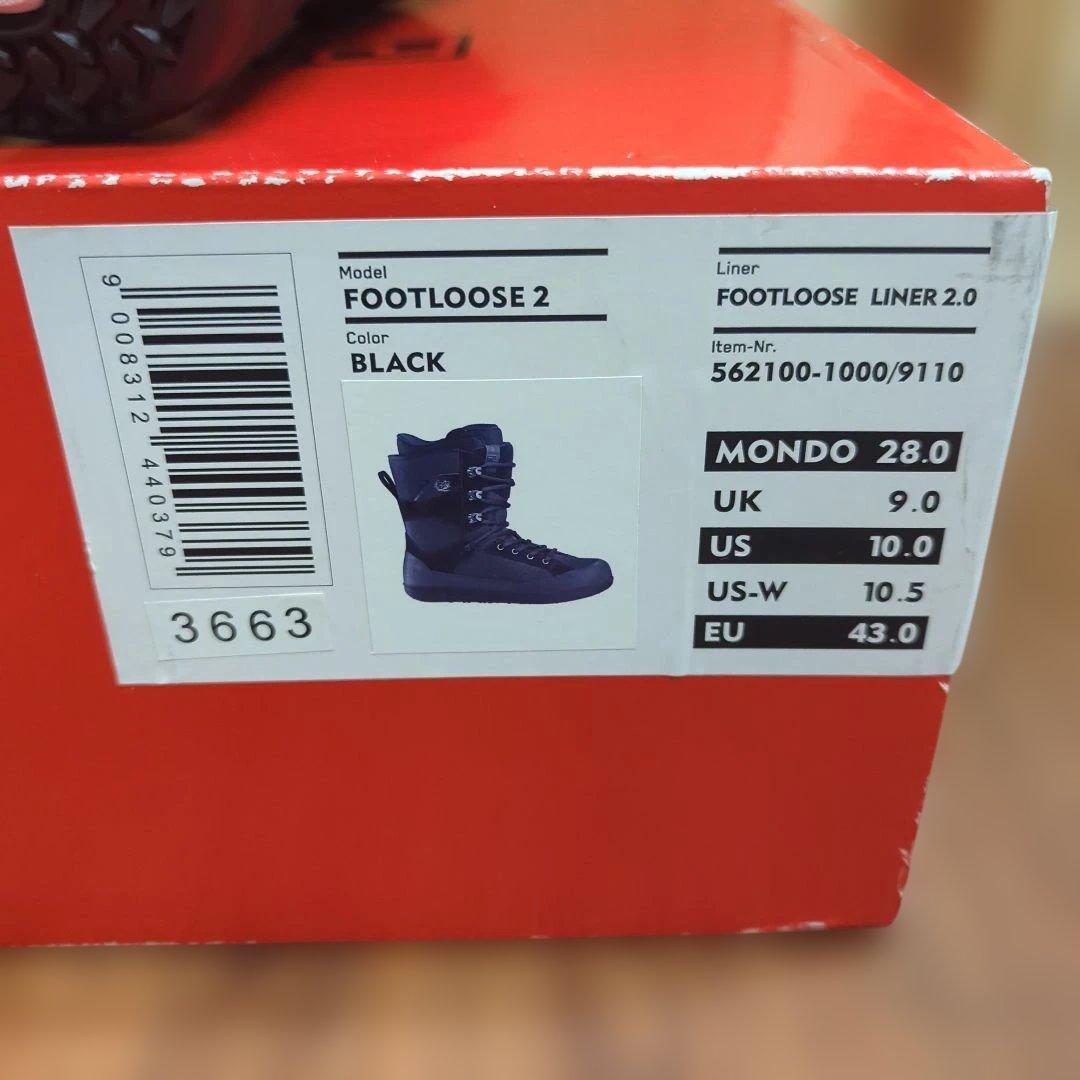 9 008312 440379
3663
Model
FOOTLOOSE 2
Color
BLACK
Liner
FOOTLOOSE LINER 2.0
Item-Nr.
562100-1000/9110
MONDO 28.0
UK 9.0
US 10.0
US-W 10.5
EU 43.0